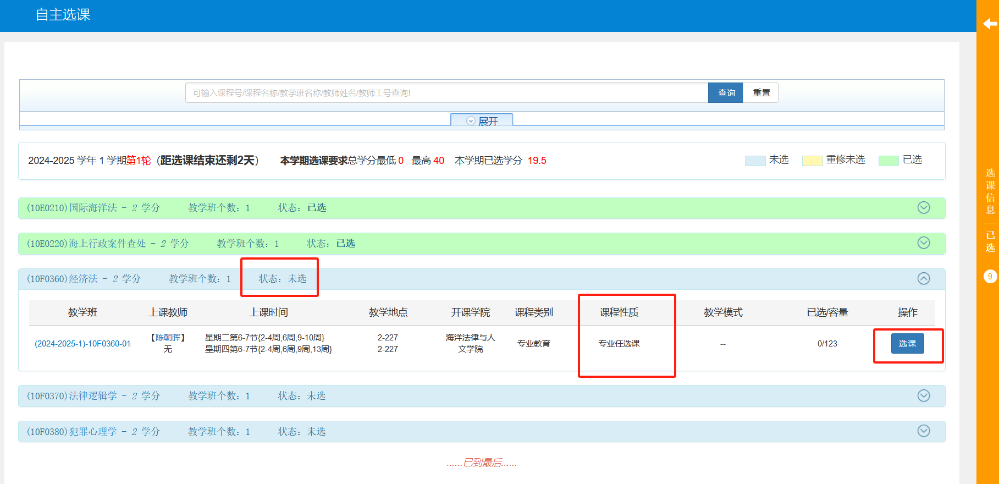 自主选课
可输入课程号/课程名称/教学班名称/教师姓名/教师工号查询!
查询 重置
展开
2024-2025 学年 1 学期第1轮（距选课结束还剩2天） 本学期选课要求总学分最低 0 最高 40 本学期已选学分 19.5 未选 重修未选 已选
(10E0210)国际海洋法 - 2 学分 教学班个数：1 状态：已选
(10E0220)海上行政案件查处 - 2 学分 教学班个数：1 状态：已选
(10F0360)经济法 - 2 学分 教学班个数：1 状态：未选
教学班 上课教师 上课时间 教学地点 开课学院 课程类别 课程性质 教学模式 已选/容量 操作
(2024-2025-1)-10F0360-01 【陈朝晖】 无 星期二第6-7节{2-4周,6周,9-10周} 星期四第6-7节{2-4周,6周,9周,13周} 2-227 2-227 海洋法律与人文学院 专业教育 专业任选课 -- 0/123 选课
(10F0370)法律逻辑学 - 2 学分 教学班个数：1 状态：未选
(10F0380)犯罪心理学 - 2 学分 教学班个数：1 状态：未选
......已到最后......
选课信息
已选
9